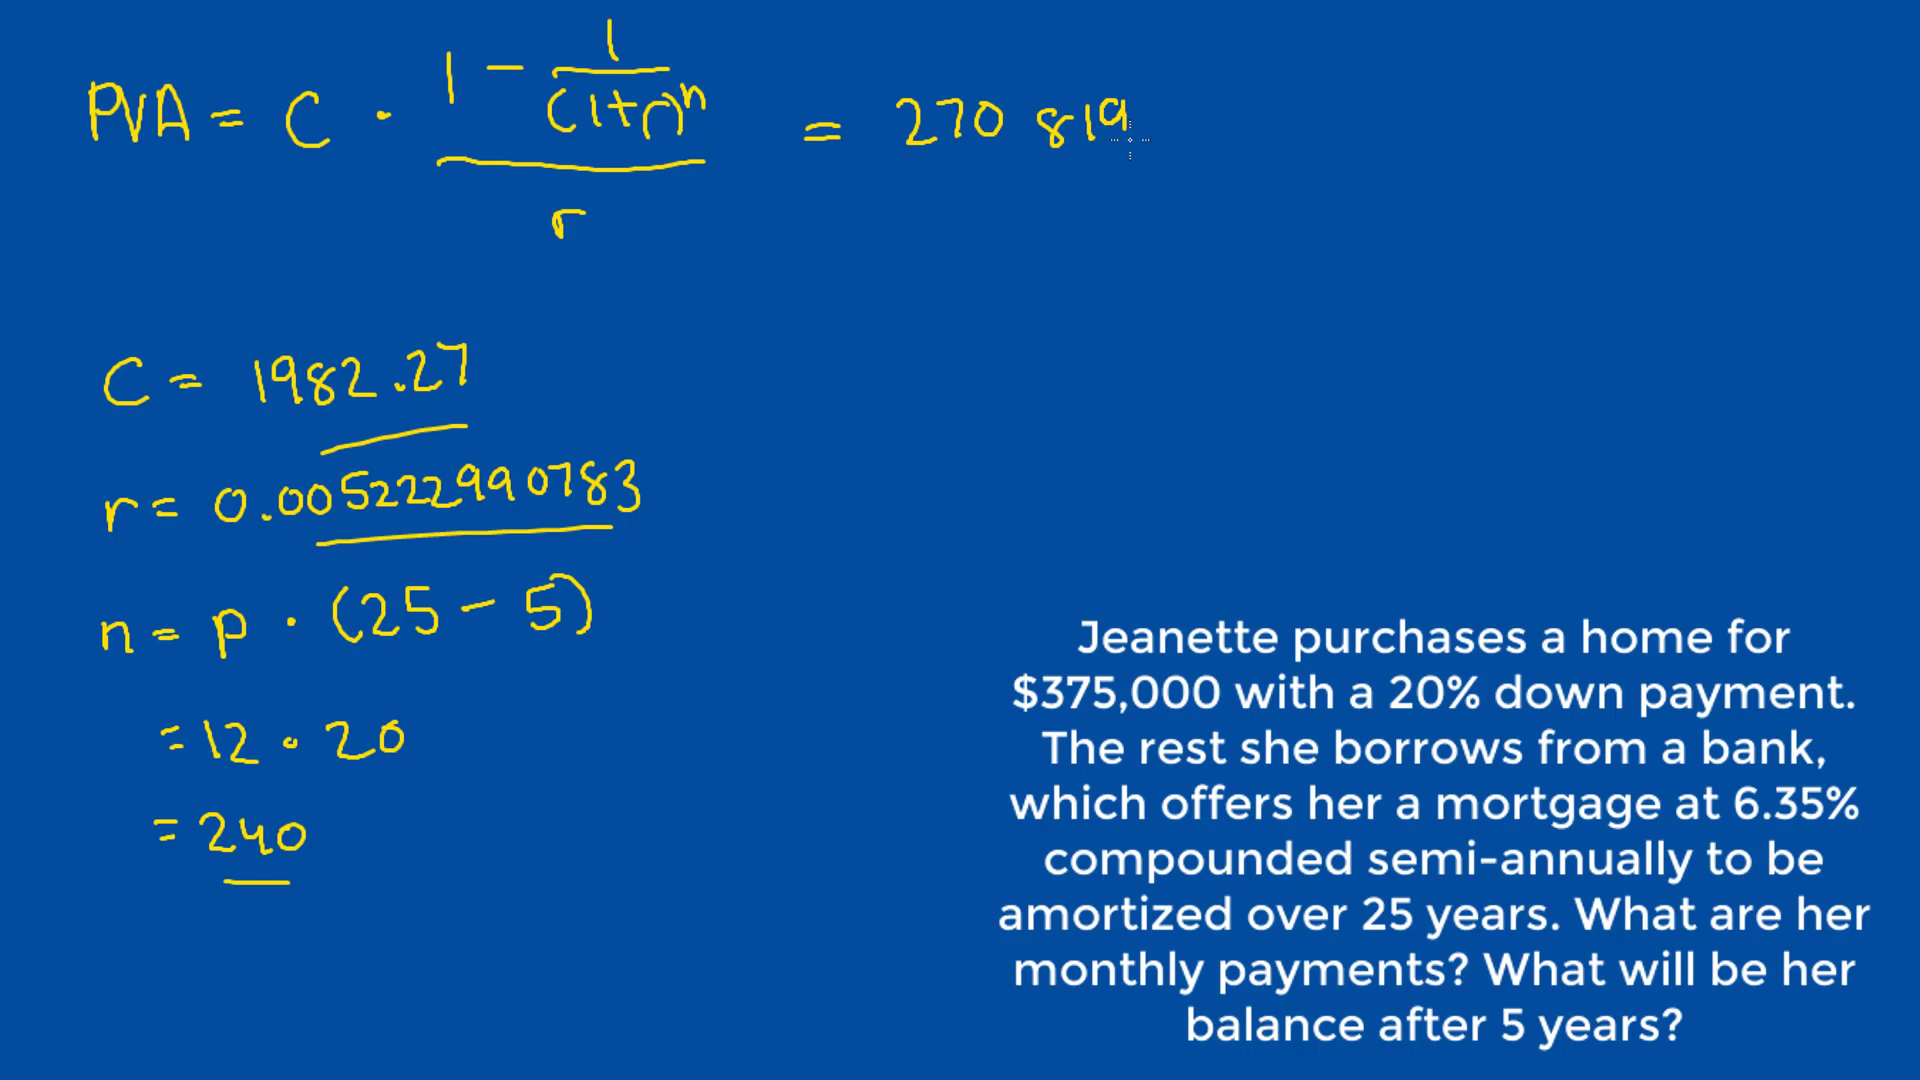 PVA = C · 1 - 1/(1+r)^n / r = 270 819
C = 1982.27
r = 0.005222990783
n = p · (25 - 5)
= 12 · 20
= 240
Jeanette purchases a home for
$375,000 with a 20% down payment.
The rest she borrows from a bank,
which offers her a mortgage at 6.35%
compounded semi-annually to be
amortized over 25 years. What are her
monthly payments? What will be her
balance after 5 years?